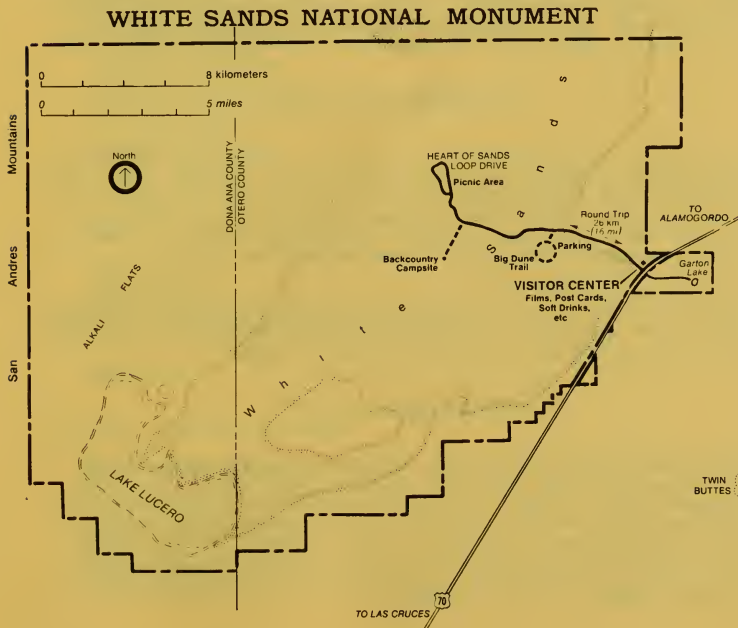 WHITE SANDS NATIONAL MONUMENT
0 8 kilometers
0 5 miles
North
Mountains
Andres
San
DONA ANA COUNTY
OTERO COUNTY
HEART OF SANDS
LOOP DRIVE
Picnic Area
White Sands
Round Trip
26 km
(16 mi)
TO
ALAMOGORDO
Parking
Big Dune
Trail
Backcountry
Campsite
VISITOR CENTER
Films, Post Cards,
Soft Drinks,
etc
Garton
Lake
ALKALI FLATS
LAKE LUCERO
TWIN
BUTTES
70
TO LAS CRUCES